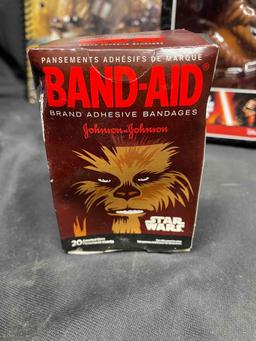 PANSEMENTS ADHÉSIFS DE MARQUE
BAND-AID®
BRAND ADHESIVE BANDAGES
Johnson & Johnson
STAR
WARS
20